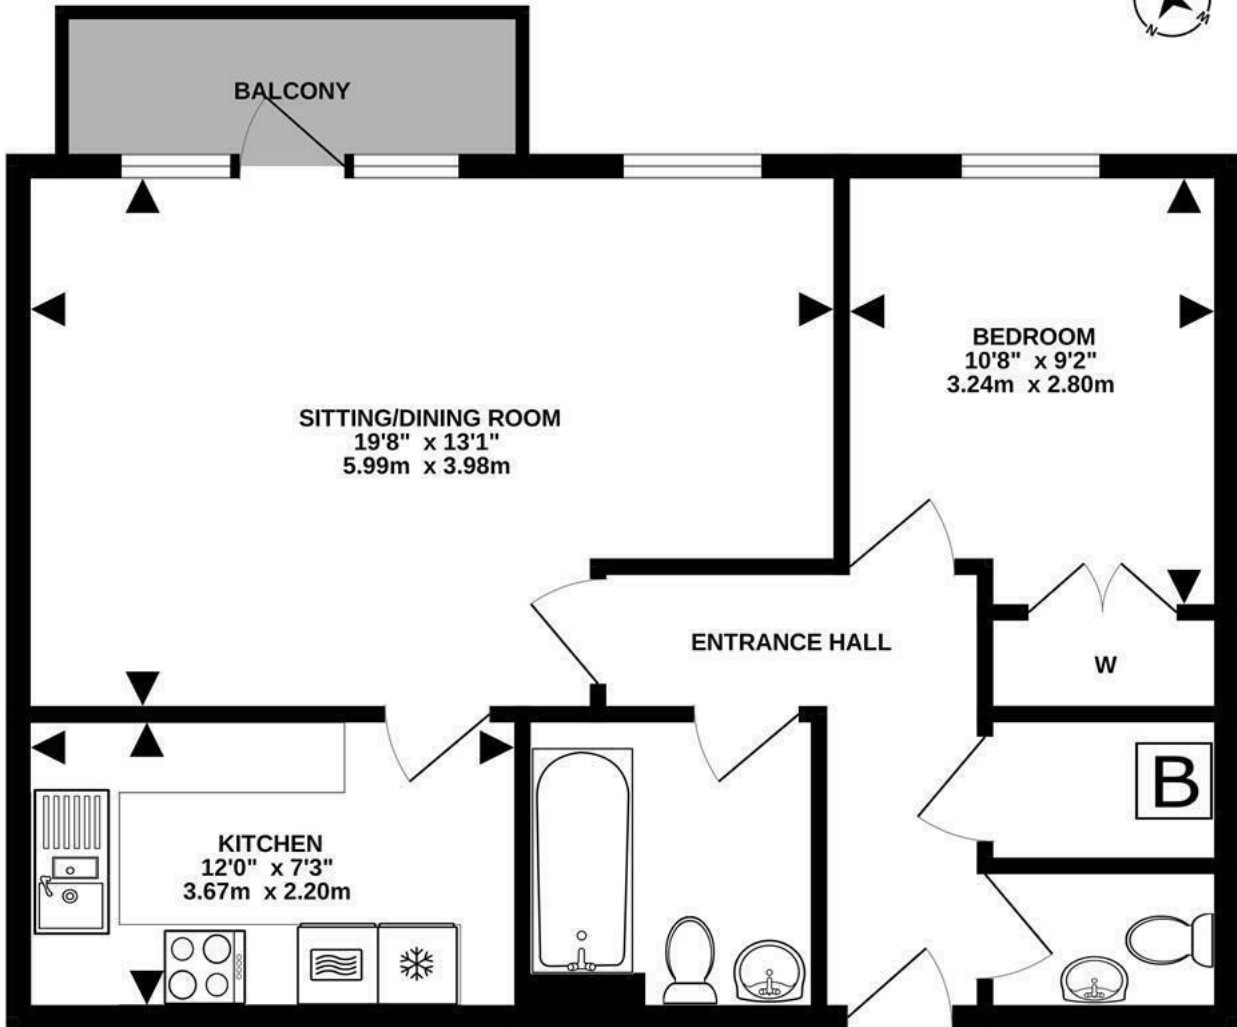 N
W
BALCONY
BEDROOM
10'8" x 9'2"
3.24m x 2.80m
SITTING/DINING ROOM
19'8" x 13'1"
5.99m x 3.98m
ENTRANCE HALL
W
B
KITCHEN
12'0" x 7'3"
3.67m x 2.20m